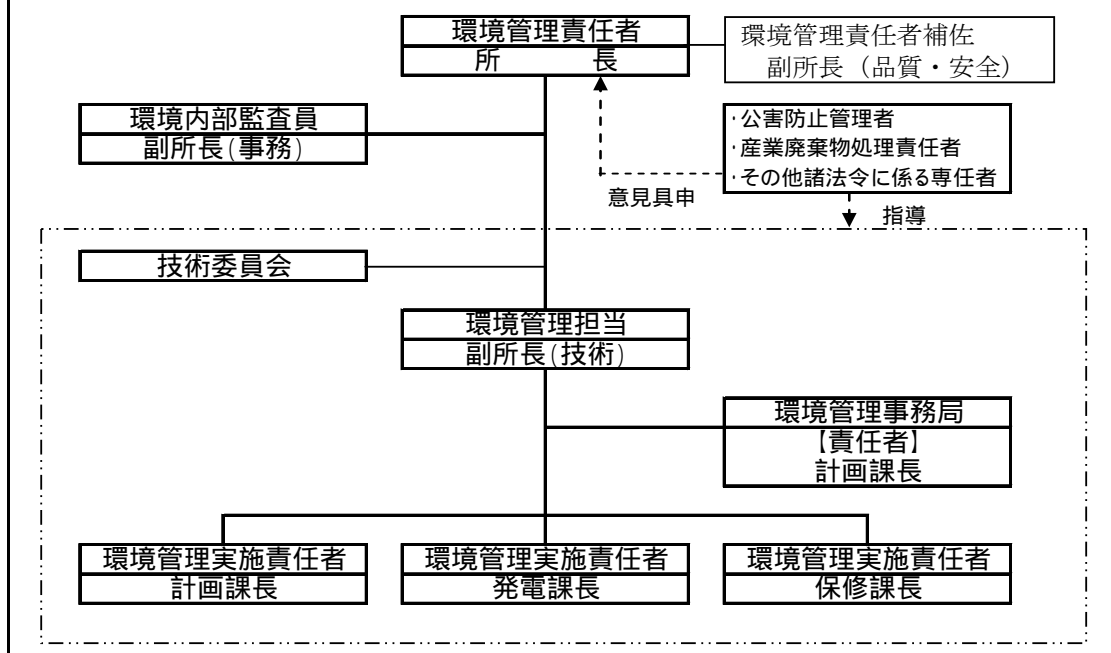 環境管理責任者
所　　　長
環境管理責任者補佐
副所長（品質・安全）
環境内部監査員
副所長(事務)
・公害防止管理者
・産業廃棄物処理責任者
・その他諸法令に係る専任者
意見具申
指導
技術委員会
環境管理担当
副所長(技術)
環境管理事務局
【責任者】
計画課長
環境管理実施責任者
計画課長
環境管理実施責任者
発電課長
環境管理実施責任者
保修課長